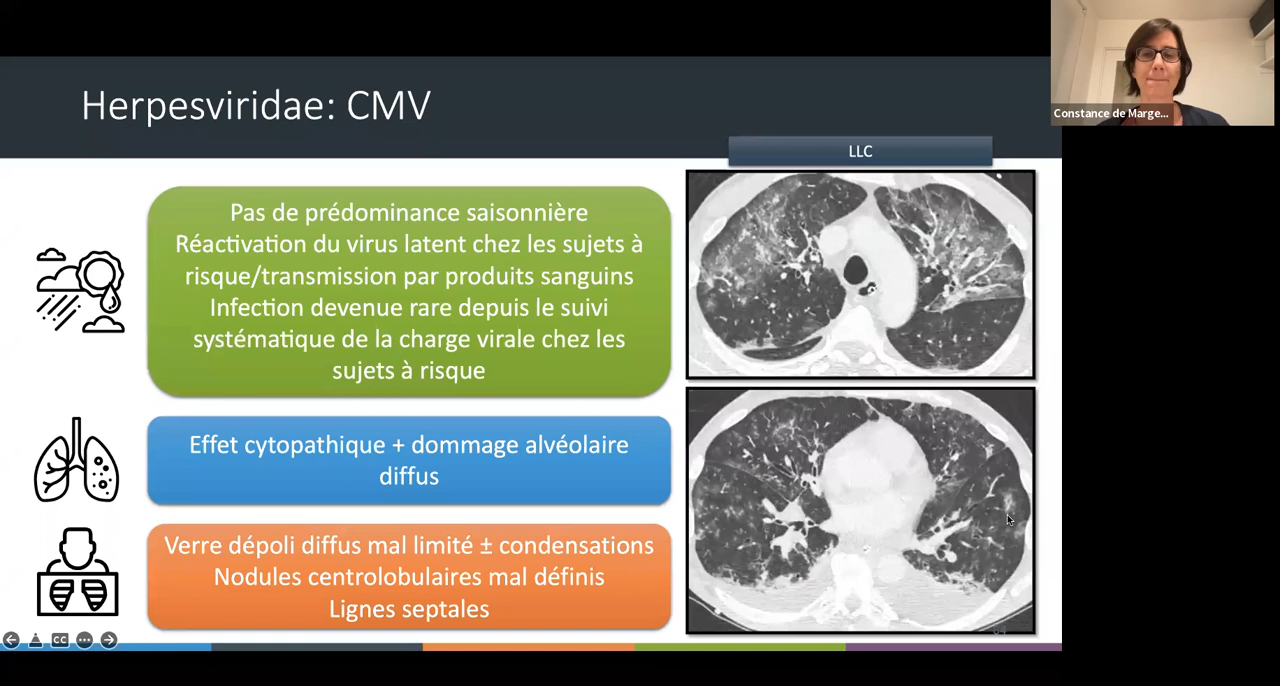 Herpesviridae: CMV
Constance de Marge...
LLC
Pas de prédominance saisonnière
Réactivation du virus latent chez les sujets à
risque/transmission par produits sanguins
Infection devenue rare depuis le suivi
systématique de la charge virale chez les
sujets à risque
Effet cytopathique + dommage alvéolaire
diffus
Verre dépoli diffus mal limité ± condensations
Nodules centrolobulaires mal définis
Lignes septales
CC